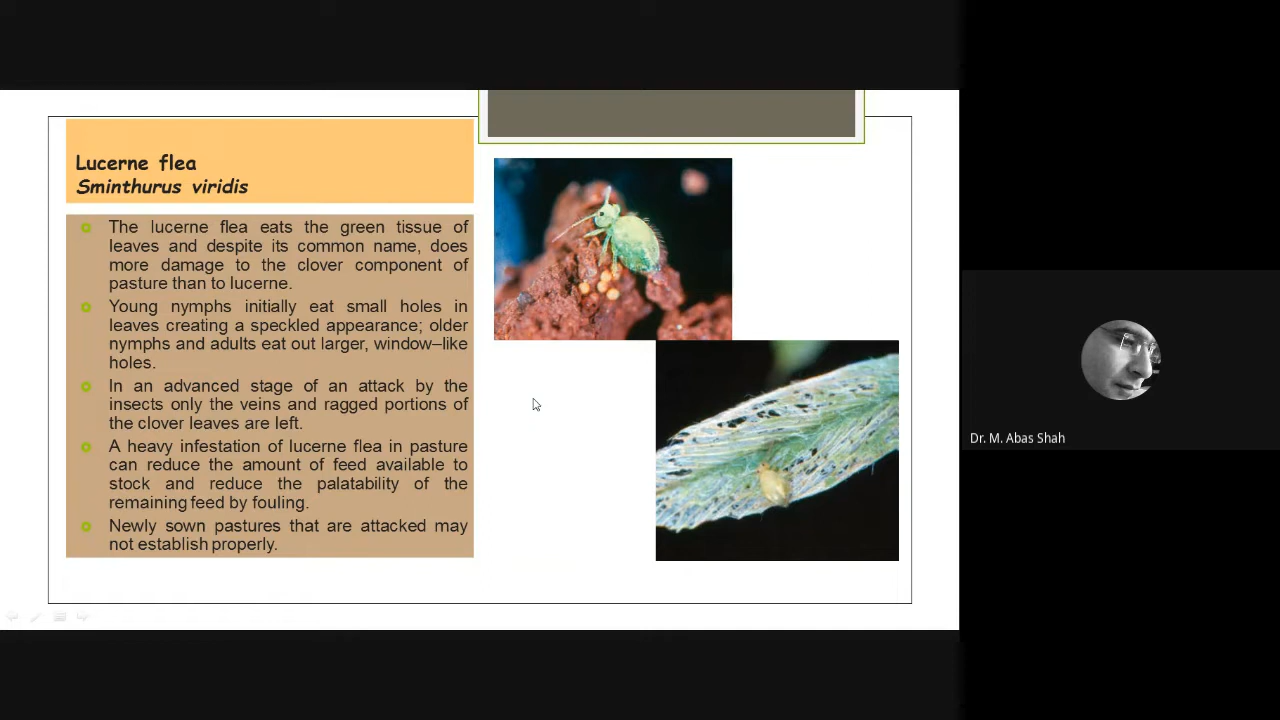 Lucerne flea
Sminthurus viridis
The lucerne flea eats the green tissue of
leaves and despite its common name, does
more damage to the clover component of
pasture than to lucerne.
Young nymphs initially eat small holes in
leaves creating a speckled appearance; older
nymphs and adults eat out larger, window–like
holes.
In an advanced stage of an attack by the
insects only the veins and ragged portions of
the clover leaves are left.
A heavy infestation of lucerne flea in pasture
can reduce the amount of feed available to
stock and reduce the palatability of the
remaining feed by fouling.
Newly sown pastures that are attacked may
not establish properly.
Dr. M. Abas Shah